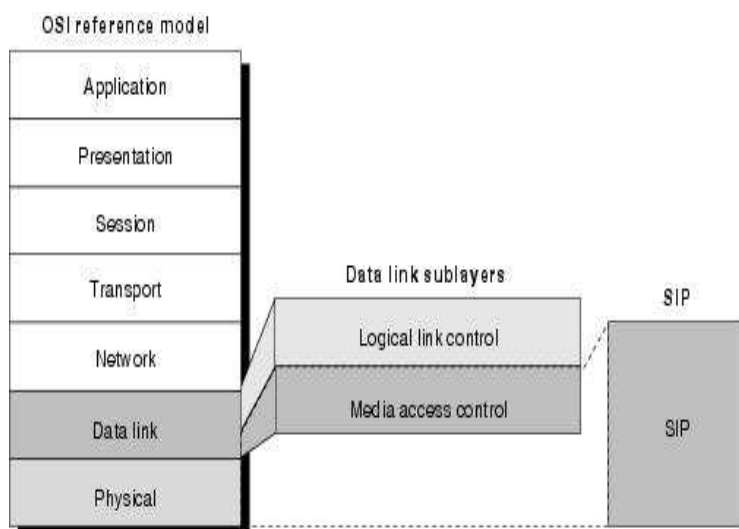 OSI reference model
Application
Presentation
Session
Transport
Network
Data link
Physical
Data link sublayers
Logical link control
Media access control
SIP
SIP